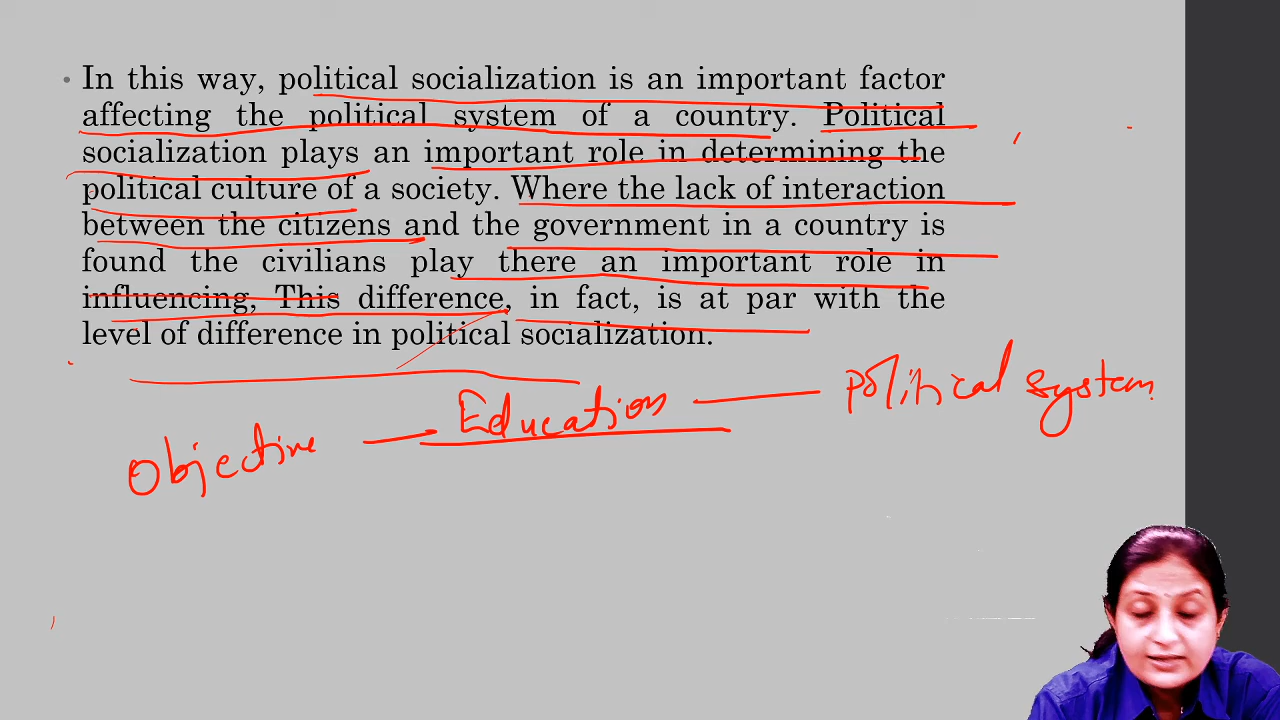 • In this way, political socialization is an important factor
affecting the political system of a country. Political
socialization plays an important role in determining the
political culture of a society. Where the lack of interaction
between the citizens and the government in a country is
found the civilians play there an important role in
influencing, This difference, in fact, is at par with the
level of difference in political socialization.
Objective — Education — political system